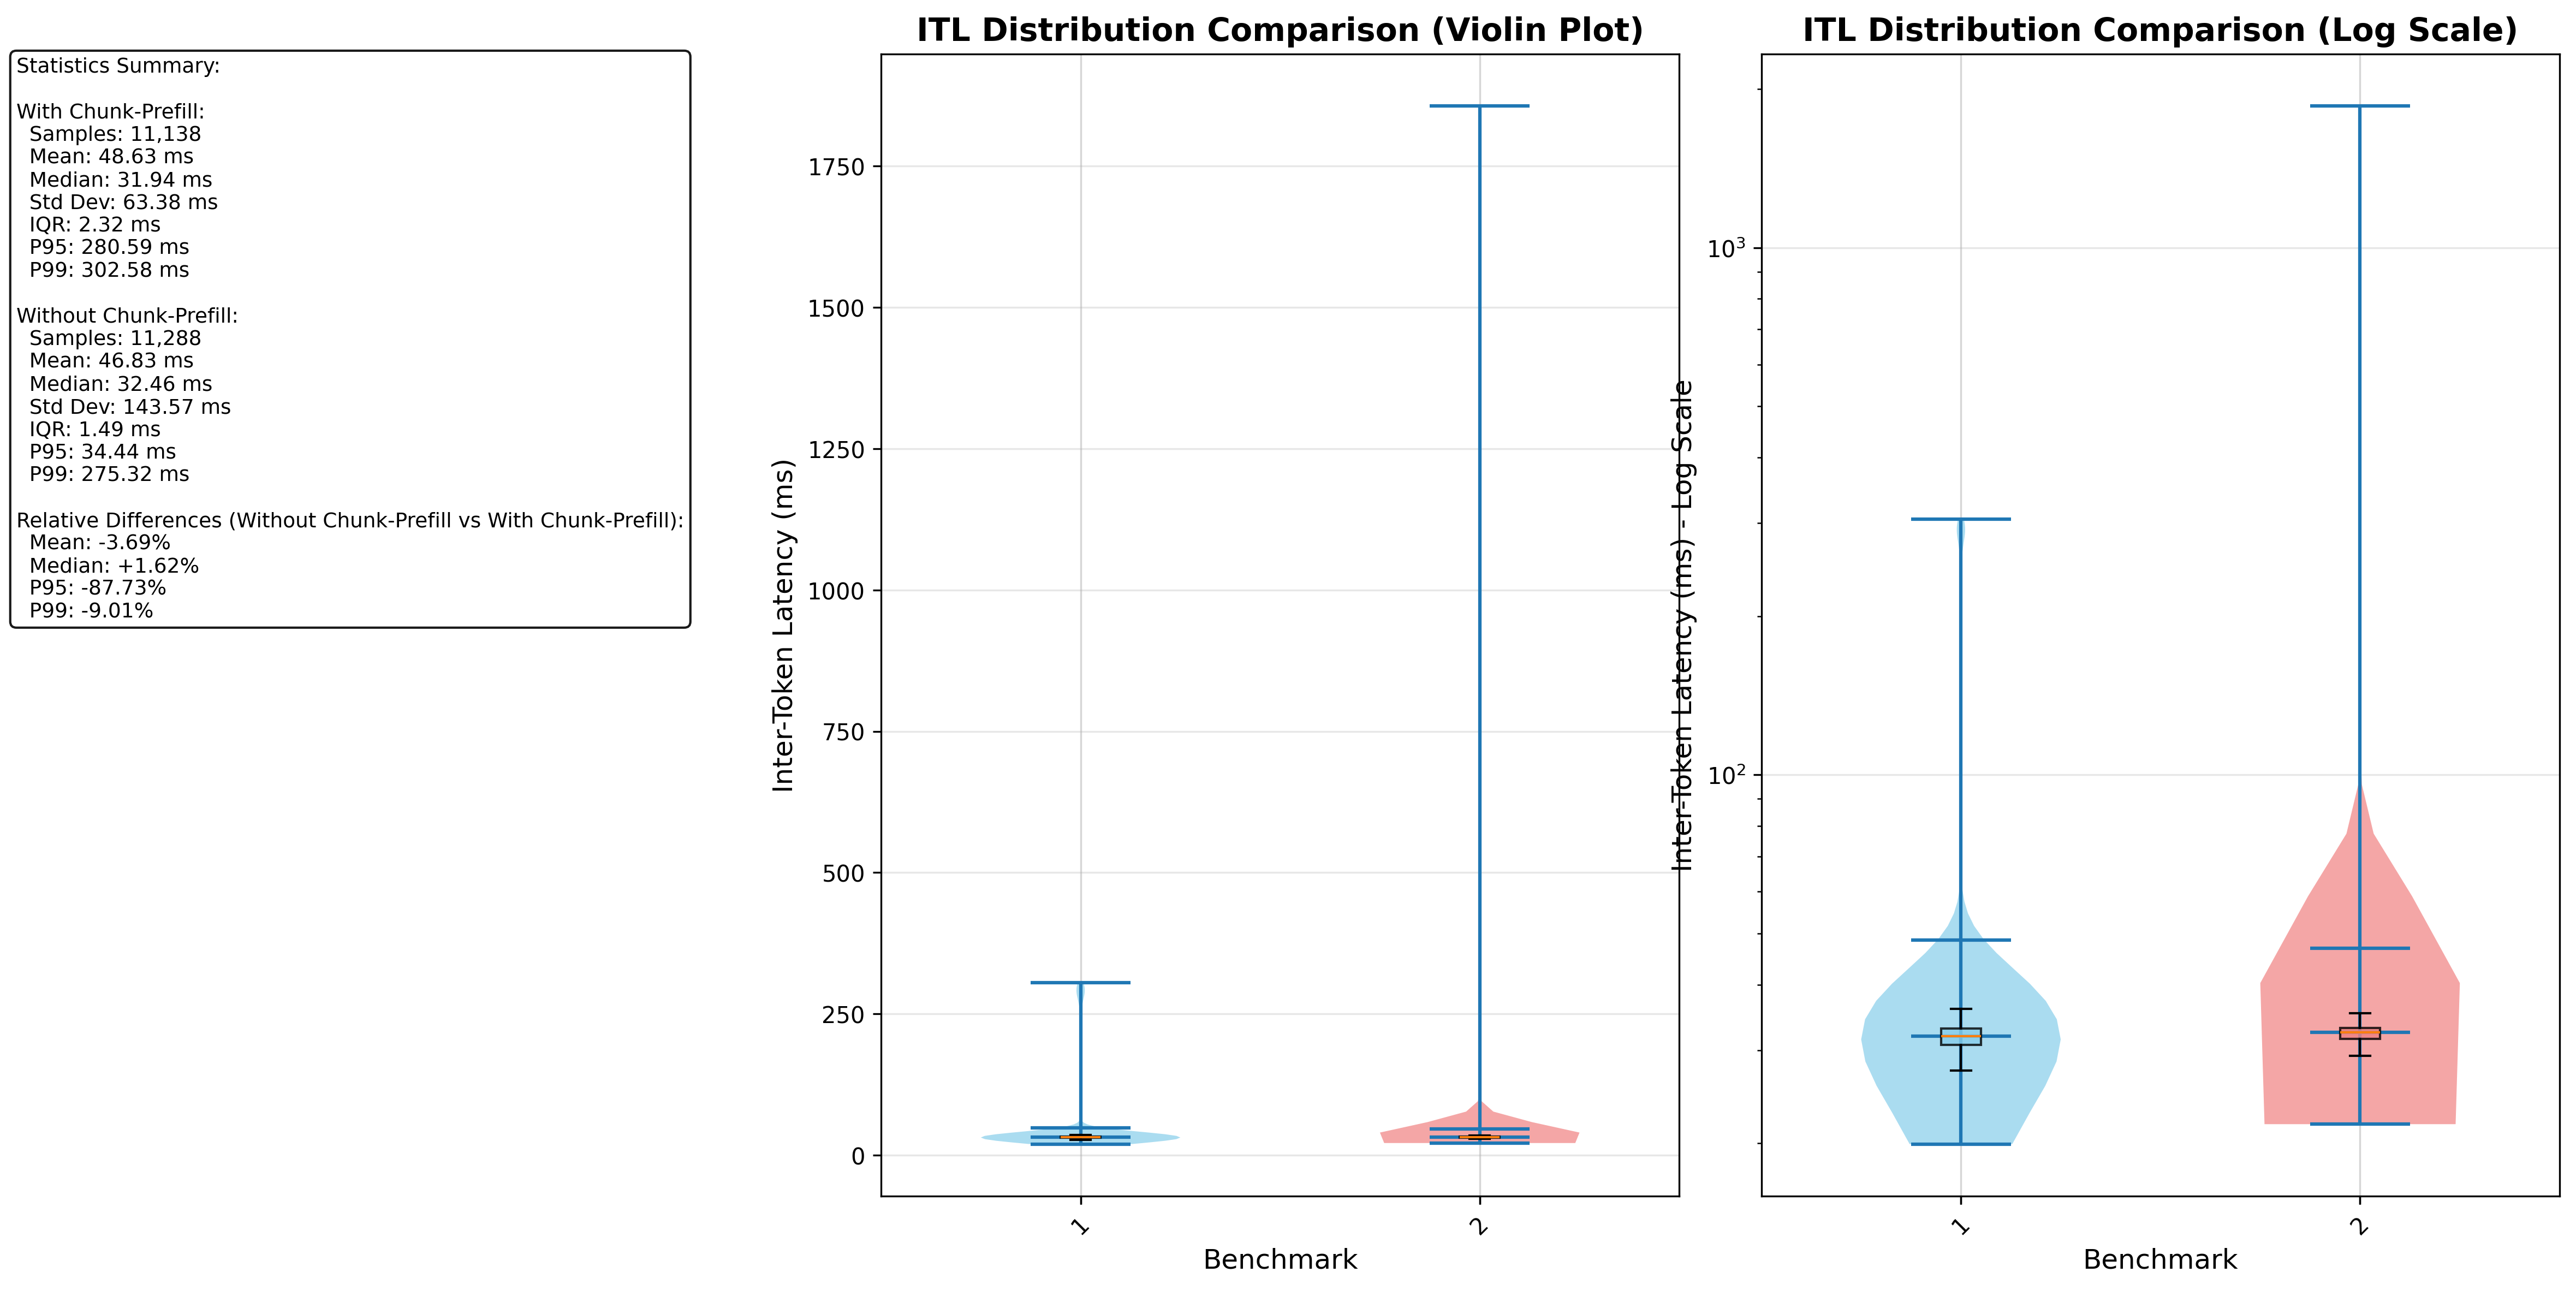 Statistics Summary:
With Chunk-Prefill:
Samples: 11,138
Mean: 48.63 ms
Median: 31.94 ms
Std Dev: 63.38 ms
IQR: 2.32 ms
P95: 280.59 ms
P99: 302.58 ms
Without Chunk-Prefill:
Samples: 11,288
Mean: 46.83 ms
Median: 32.46 ms
Std Dev: 143.57 ms
IQR: 1.49 ms
P95: 34.44 ms
P99: 275.32 ms
Relative Differences (Without Chunk-Prefill vs With Chunk-Prefill):
Mean: -3.69%
Median: +1.62%
P95: -87.73%
P99: -9.01%
ITL Distribution Comparison (Violin Plot)
Inter-Token Latency (ms)
1750
1500
1250
1000
750
500
250
0
1
2
Benchmark
ITL Distribution Comparison (Log Scale)
Inter-Token Latency (ms) - Log Scale
10³
10²
1
2
Benchmark